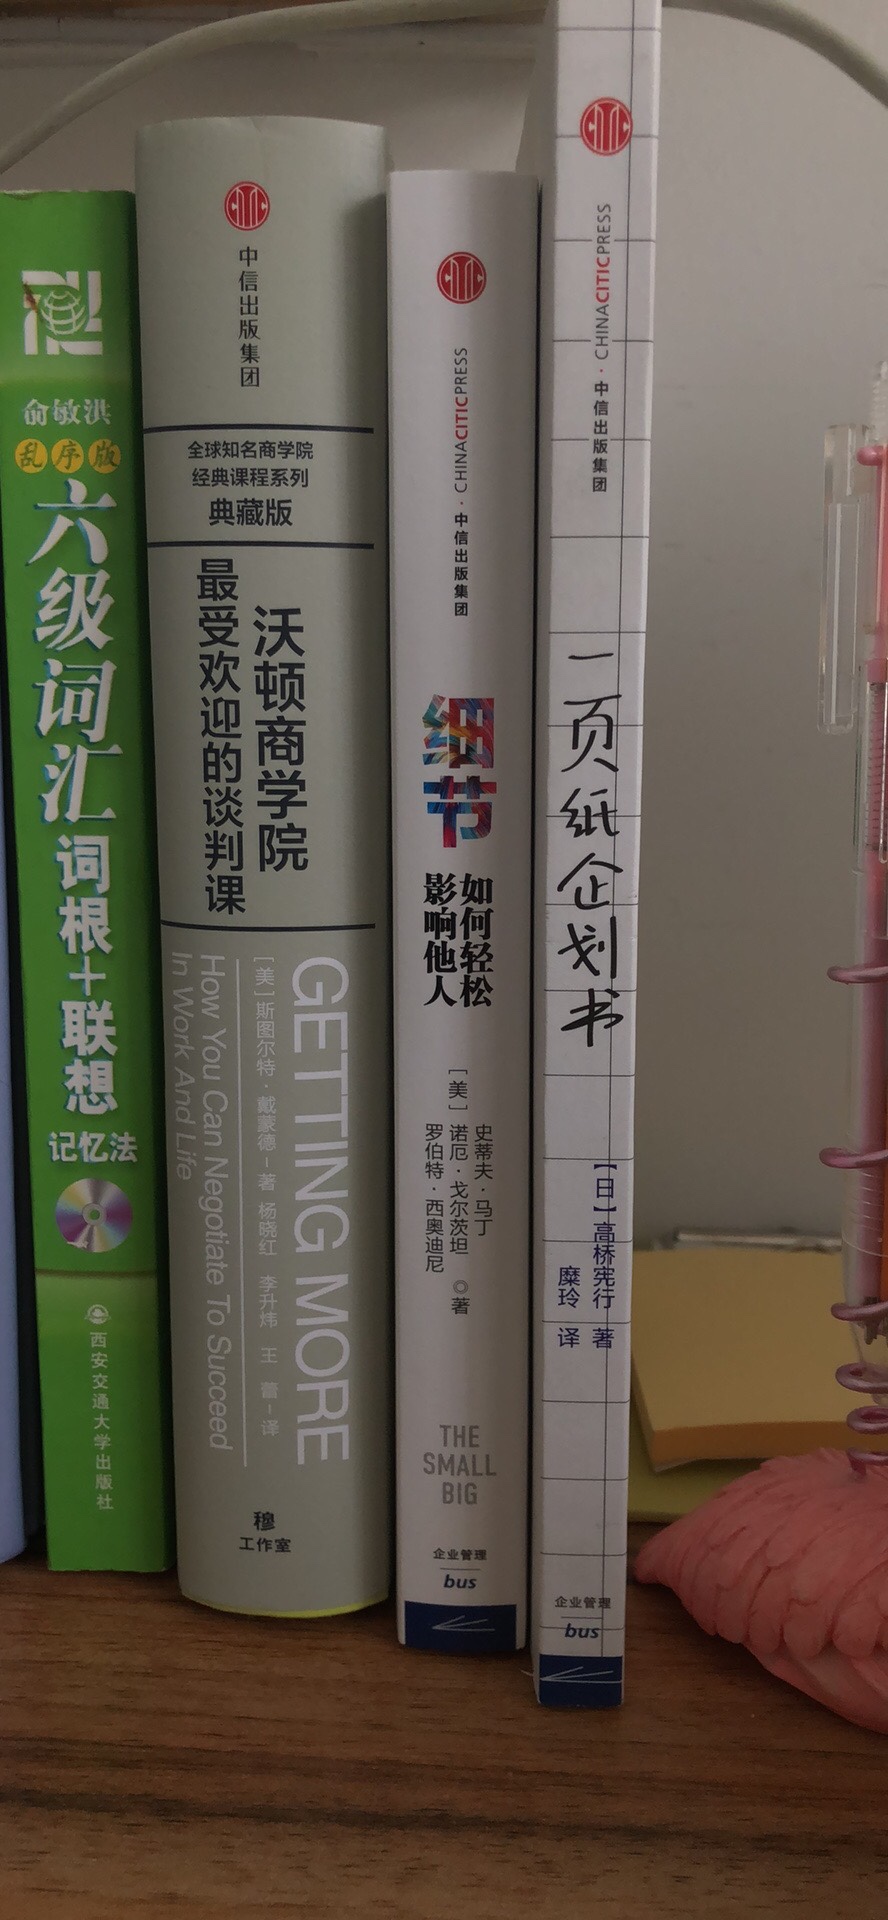 俞敏洪
乱序版
六级词汇
词根+联想
记忆法
西安交通大学出版社
中信出版集团
全球知名商学院
经典课程系列
典藏版
沃顿商学院
最受欢迎的谈判课
GETTING MORE
[美]斯图尔特·戴蒙德-著 杨晓红 李升炜 王蕾-译
How You Can Negotiate To Succeed
In Work And Life
穆
工作室
CHINACITICPRESS
·中信出版集团
细节
如何轻松
影响他人
[美]
史蒂夫·马丁
诺厄·戈尔茨坦
罗伯特·西奥迪尼
◎著
THE
SMALL
BIG
企业管理
bus
CHINACITICPRESS
·中信出版集团
一页纸企划书
【日】高桥宪行 著
糜玲 译
企业管理
bus